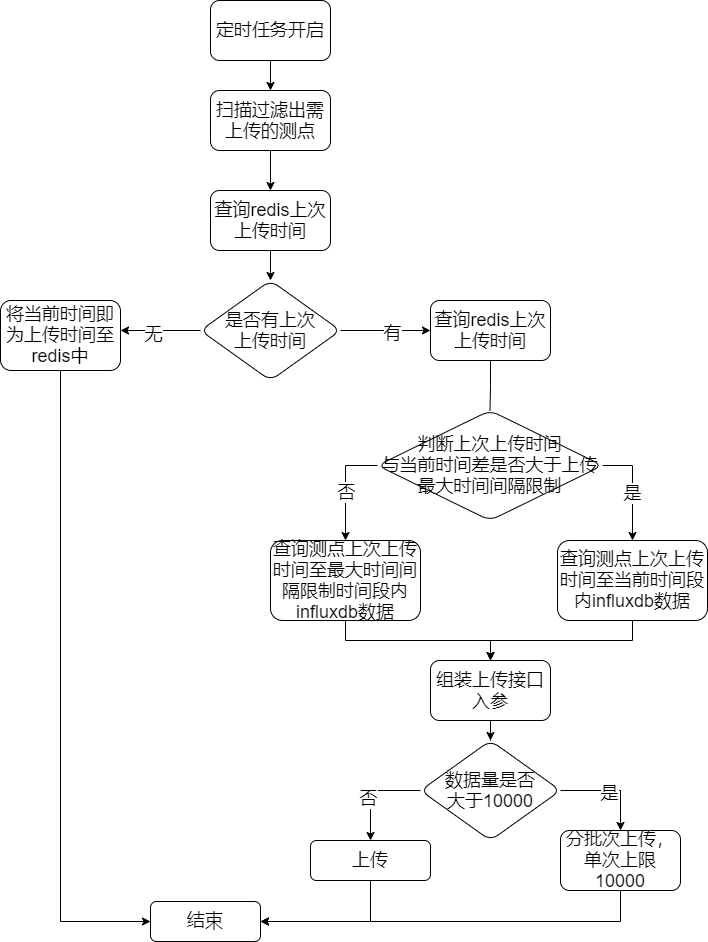 定时任务开启
扫描过滤出需
上传的测点
查询redis上次
上传时间
是否有上次
上传时间
无
有
将当前时间即
为上传时间至
redis中
查询redis上次
上传时间
判断上次上传时间
与当前时间差是否大于上传
最大时间间隔限制
否
是
查询测点上次上传
时间至最大时间间
隔限制时间段内
influxdb数据
查询测点上次上传
时间至当前时间段
内influxdb数据
组装上传接口
入参
数据量是否
大于10000
否
是
上传
分批次上传，
单次上限
10000
结束